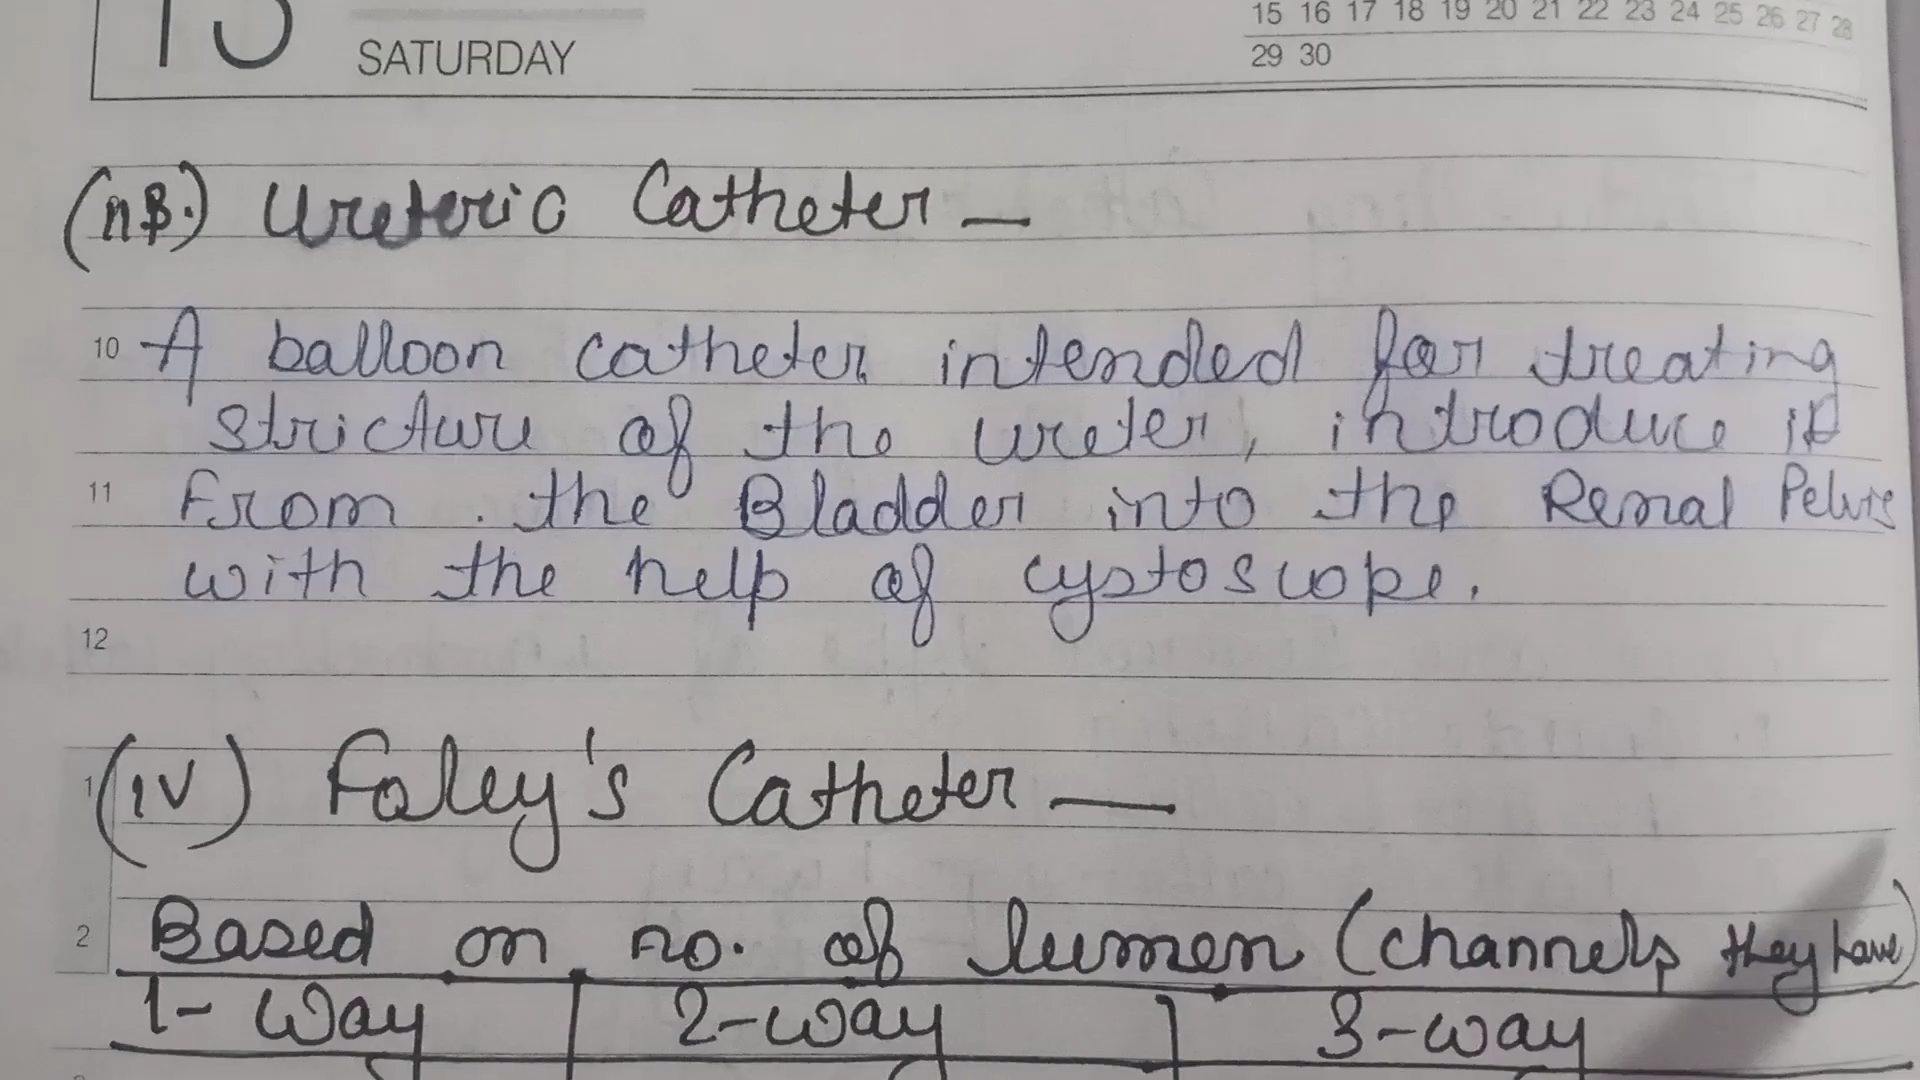 SATURDAY
15 16 17 18 19 20 21 22 23 24 25 26 27 28
29 30
Ureteric Catheter —
10 A balloon catheter intended for treating
stricture of the ureter, introduce it
11 From the Bladder into the Renal Pelvis
with the help of cystoscope.
12
1 (IV) Foley's Catheter —
2 Based on no. of lumen (channels they have)
1- Way 2-way 3-way